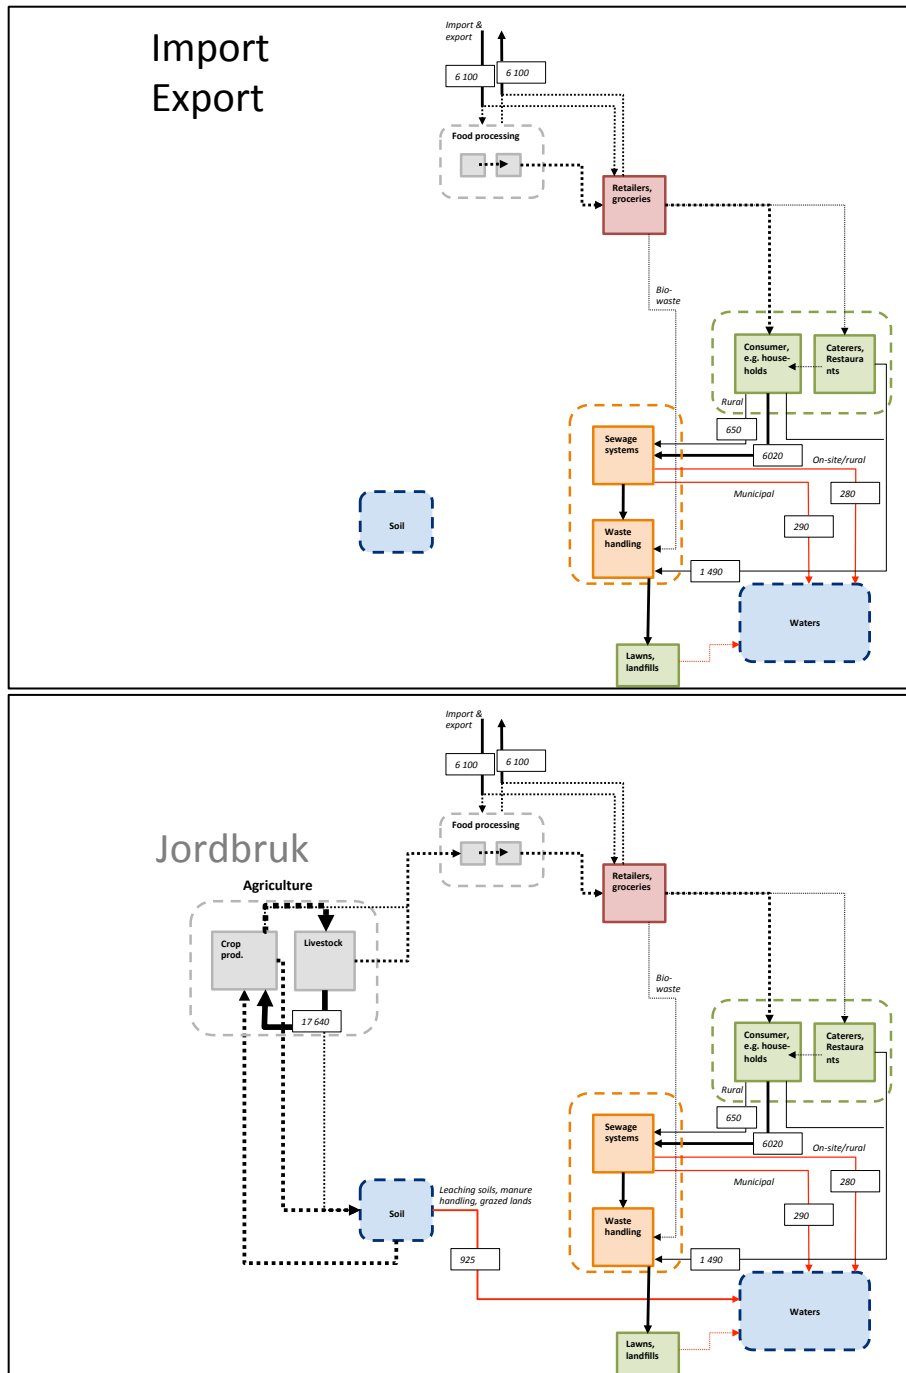 Import
Export
Import &
export
6 100
6 100
Food processing
Retailers,
groceries
Bio-
waste
Consumer,
e.g. house-
holds
Caterers,
Restaura
nts
Rural
650
6020
Sewage
systems
On-site/rural
Municipal
280
290
Soil
Waste
handling
1 490
Waters
Lawns,
landfills
Import &
export
6 100
6 100
Food processing
Jordbruk
Agriculture
Retailers,
groceries
Crop
prod.
Livestock
Bio-
waste
17 640
Consumer,
e.g. house-
holds
Caterers,
Restaura
nts
Rural
650
6020
Sewage
systems
On-site/rural
Municipal
280
290
Leaching soils, manure
handling, grazed lands
Soil
925
Waste
handling
1 490
Waters
Lawns,
landfills